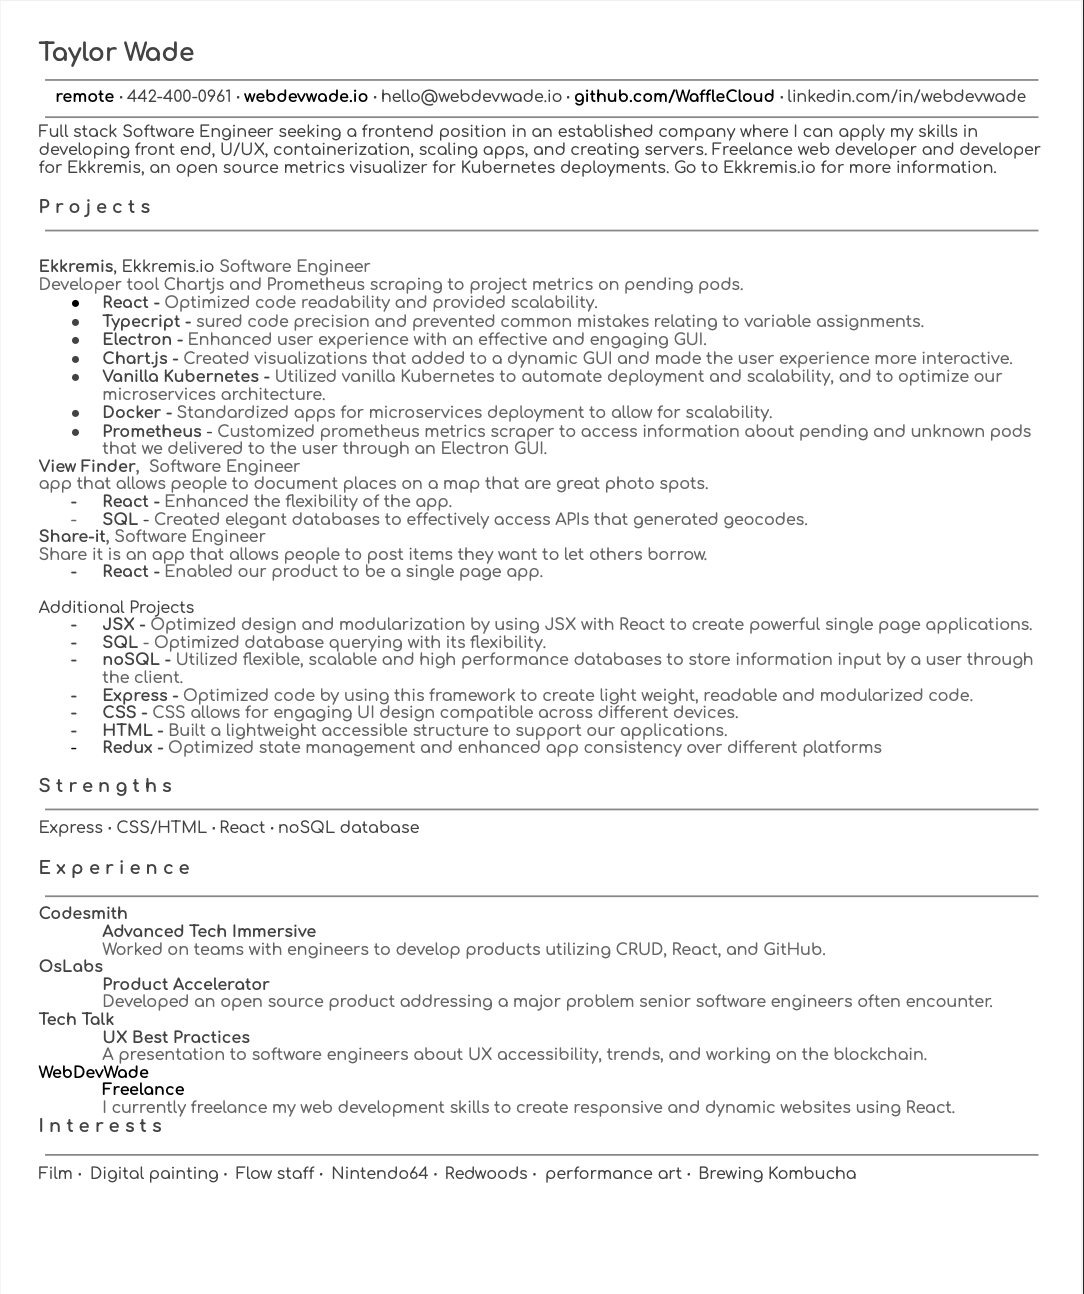 Taylor Wade
remote · 442-400-0961 · webdevwade.io · hello@webdevwade.io · github.com/WaffleCloud · linkedin.com/in/webdevwade
Full stack Software Engineer seeking a frontend position in an established company where I can apply my skills in
developing front end, U/UX, containerization, scaling apps, and creating servers. Freelance web developer and developer
for Ekkremis, an open source metrics visualizer for Kubernetes deployments. Go to Ekkremis.io for more information.
Projects
Ekkremis, Ekkremis.io Software Engineer
Developer tool Chartjs and Prometheus scraping to project metrics on pending pods.
● React - Optimized code readability and provided scalability.
● Typecript - sured code precision and prevented common mistakes relating to variable assignments.
● Electron - Enhanced user experience with an effective and engaging GUI.
● Chart.js - Created visualizations that added to a dynamic GUI and made the user experience more interactive.
● Vanilla Kubernetes - Utilized vanilla Kubernetes to automate deployment and scalability, and to optimize our
microservices architecture.
● Docker - Standardized apps for microservices deployment to allow for scalability.
● Prometheus - Customized prometheus metrics scraper to access information about pending and unknown pods
that we delivered to the user through an Electron GUI.
View Finder, Software Engineer
app that allows people to document places on a map that are great photo spots.
- React - Enhanced the flexibility of the app.
- SQL - Created elegant databases to effectively access APIs that generated geocodes.
Share-it, Software Engineer
Share it is an app that allows people to post items they want to let others borrow.
- React - Enabled our product to be a single page app.
Additional Projects
- JSX - Optimized design and modularization by using JSX with React to create powerful single page applications.
- SQL - Optimized database querying with its flexibility.
- noSQL - Utilized flexible, scalable and high performance databases to store information input by a user through
the client.
- Express - Optimized code by using this framework to create light weight, readable and modularized code.
- CSS - CSS allows for engaging UI design compatible across different devices.
- HTML - Built a lightweight accessible structure to support our applications.
- Redux - Optimized state management and enhanced app consistency over different platforms
Strengths
Express · CSS/HTML · React · noSQL database
Experience
Codesmith
Advanced Tech Immersive
Worked on teams with engineers to develop products utilizing CRUD, React, and GitHub.
OsLabs
Product Accelerator
Developed an open source product addressing a major problem senior software engineers often encounter.
Tech Talk
UX Best Practices
A presentation to software engineers about UX accessibility, trends, and working on the blockchain.
WebDevWade
Freelance
I currently freelance my web development skills to create responsive and dynamic websites using React.
Interests
Film · Digital painting · Flow staff · Nintendo64 · Redwoods · performance art · Brewing Kombucha